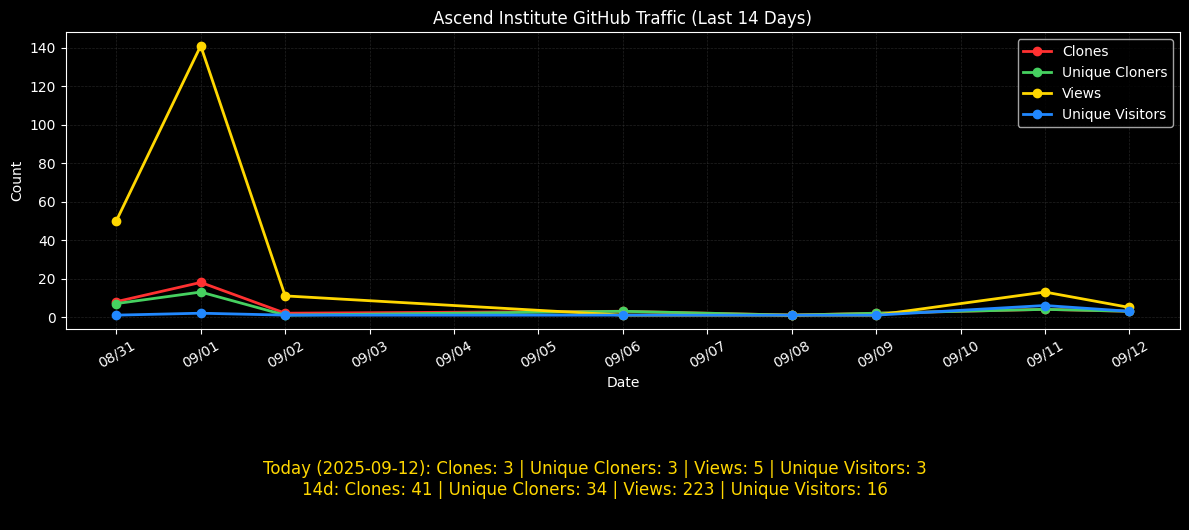 Ascend Institute GitHub Traffic (Last 14 Days)
Clones
Unique Cloners
Views
Unique Visitors
Count
140
120
100
80
60
40
20
0
08/31 09/01 09/02 09/03 09/04 09/05 09/06 09/07 09/08 09/09 09/10 09/11 09/12
Date
Today (2025-09-12): Clones: 3 | Unique Cloners: 3 | Views: 5 | Unique Visitors: 3
14d: Clones: 41 | Unique Cloners: 34 | Views: 223 | Unique Visitors: 16